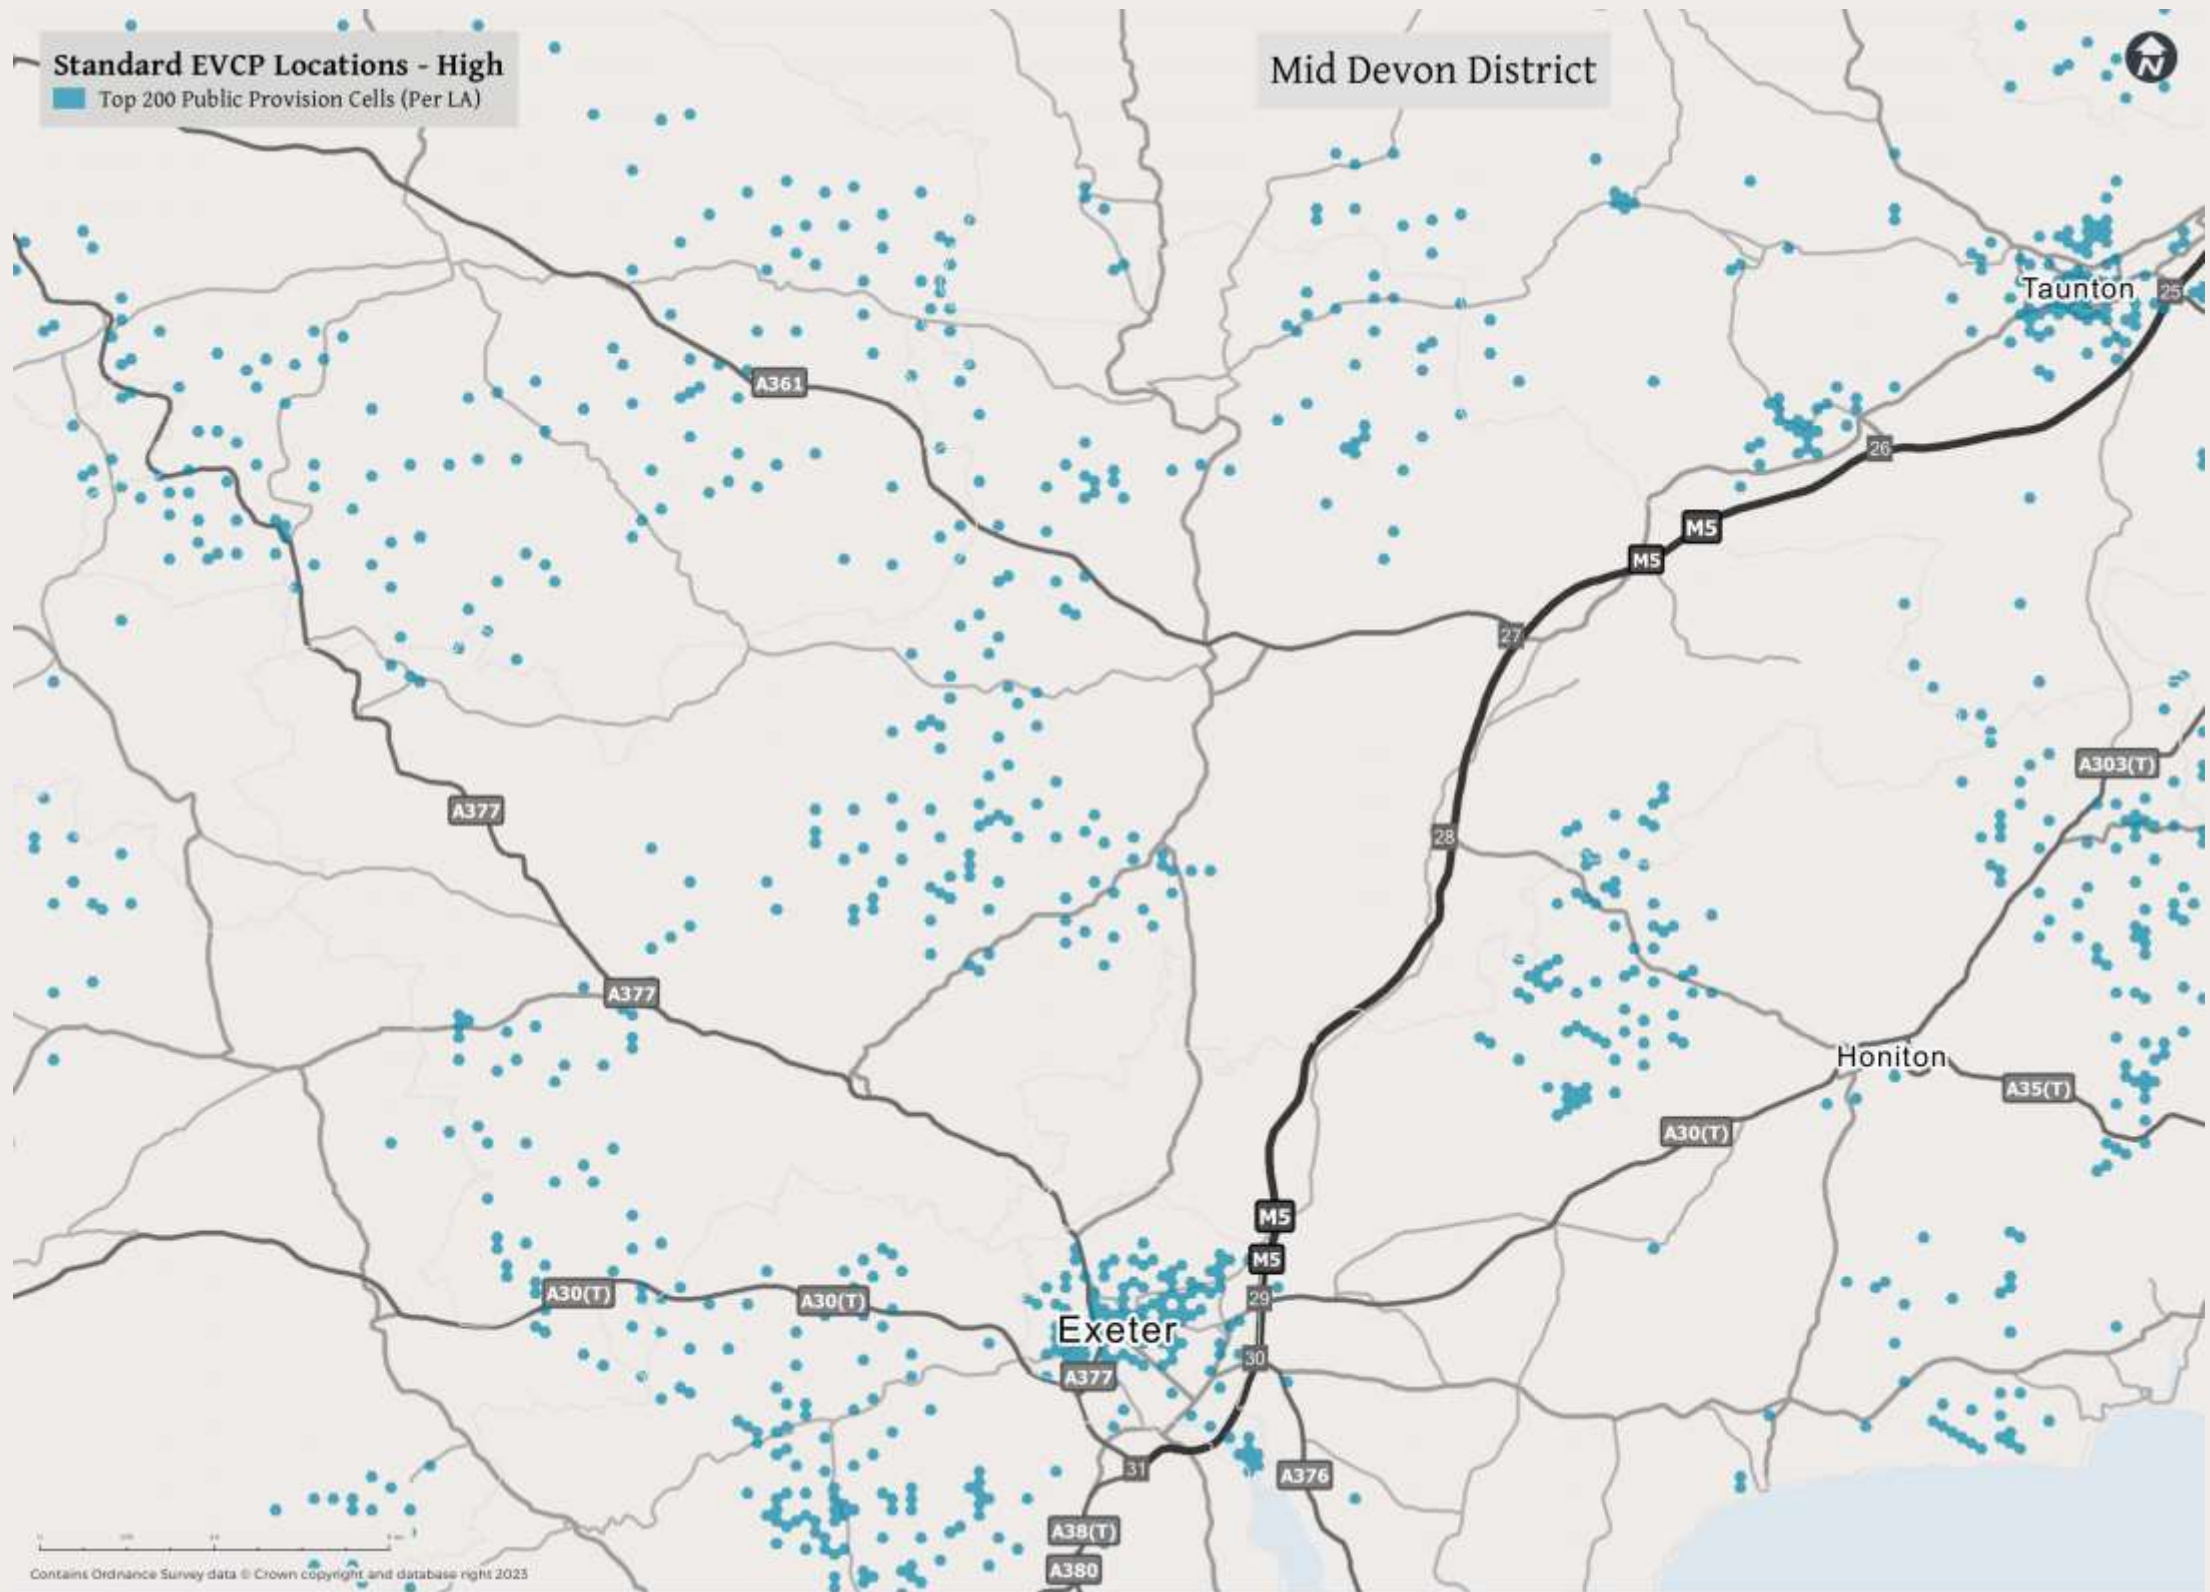 Standard EVCP Locations - High
Top 200 Public Provision Cells (Per LA)
Mid Devon District
N
Taunton
25
A361
26
M5
M5
27
A303(T)
A377
28
A377
Honiton
A35(T)
A30(T)
M5
M5
A30(T)
A30(T)
29
Exeter
30
A377
31
A376
A38(T)
A380
Contains Ordnance Survey data © Crown copyright and database right 2023